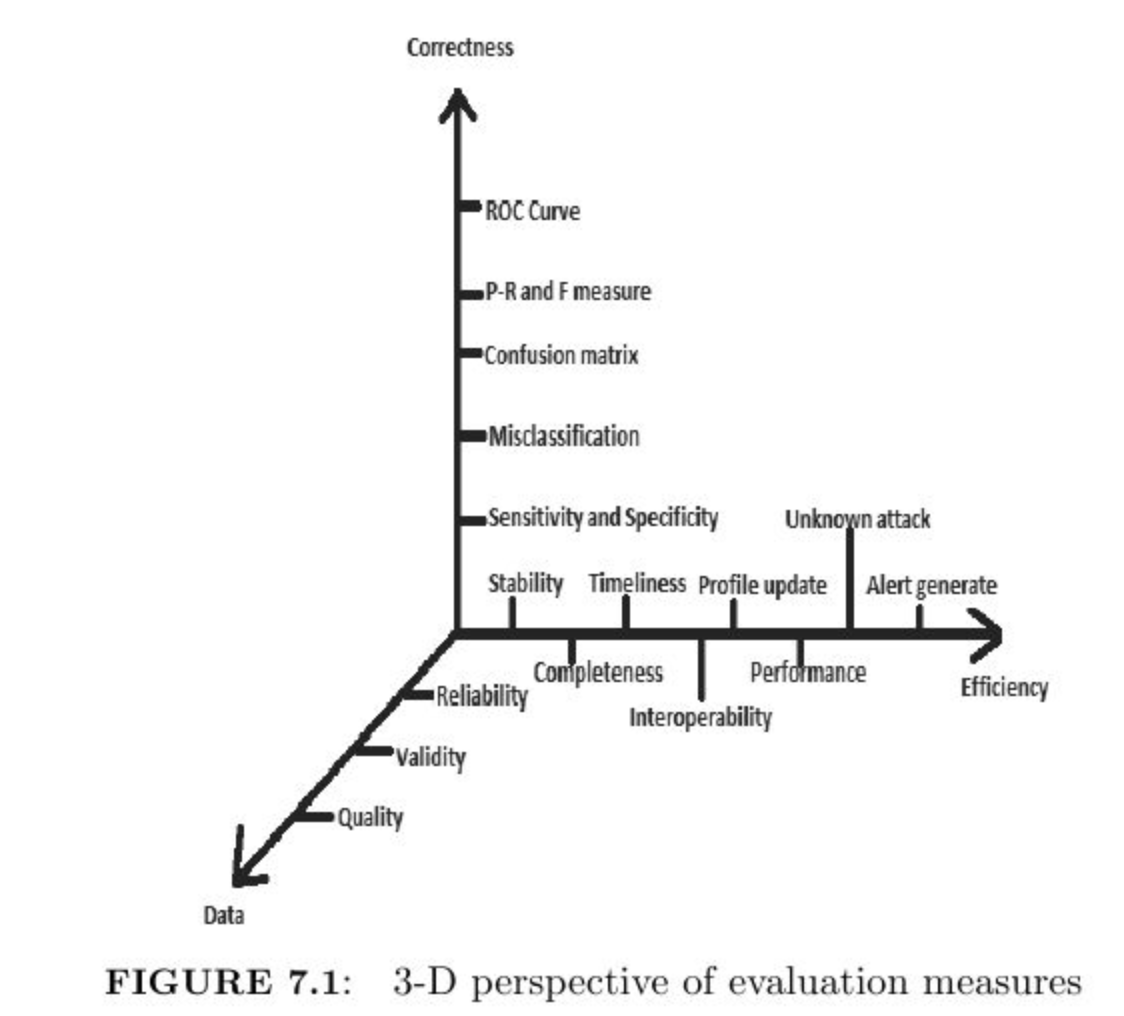 Correctness
ROC Curve
P-R and F measure
Confusion matrix
Misclassification
Sensitivity and Specificity
Unknown attack
Stability
Timeliness
Profile update
Alert generate
Completeness
Performance
Efficiency
Reliability
Interoperability
Validity
Quality
Data
FIGURE 7.1: 3-D perspective of evaluation measures